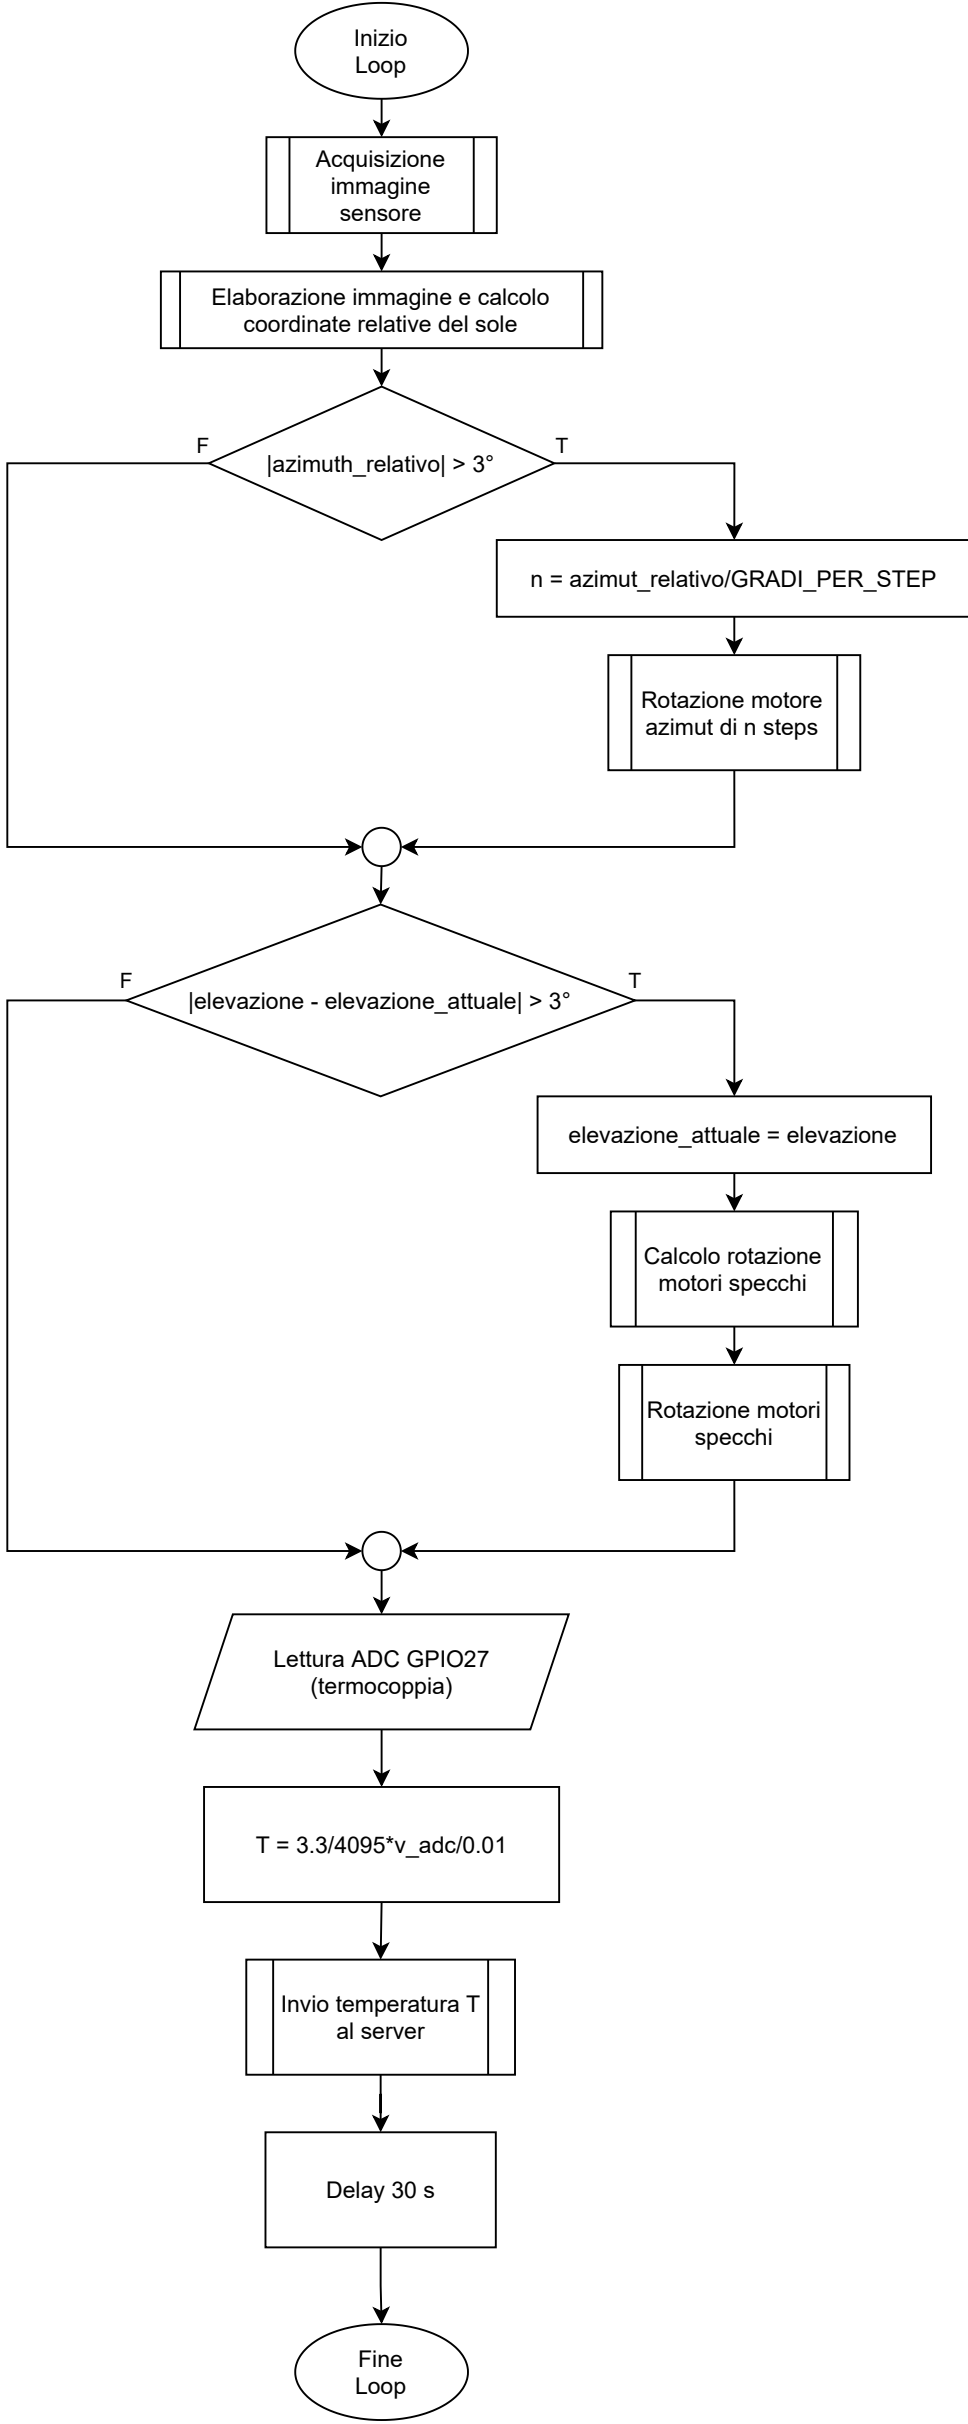 Inizio
Loop
Acquisizione
immagine
sensore
Elaborazione immagine e calcolo
coordinate relative del sole
F
T
|azimuth_relativo| > 3°
n = azimut_relativo/GRADI_PER_STEP
Rotazione motore
azimut di n steps
F
T
|elevazione - elevazione_attuale| > 3°
elevazione_attuale = elevazione
Calcolo rotazione
motori specchi
Rotazione motori
specchi
Lettura ADC GPIO27
(termocoppia)
T = 3.3/4095*v_adc/0.01
Invio temperatura T
al server
Delay 30 s
Fine
Loop